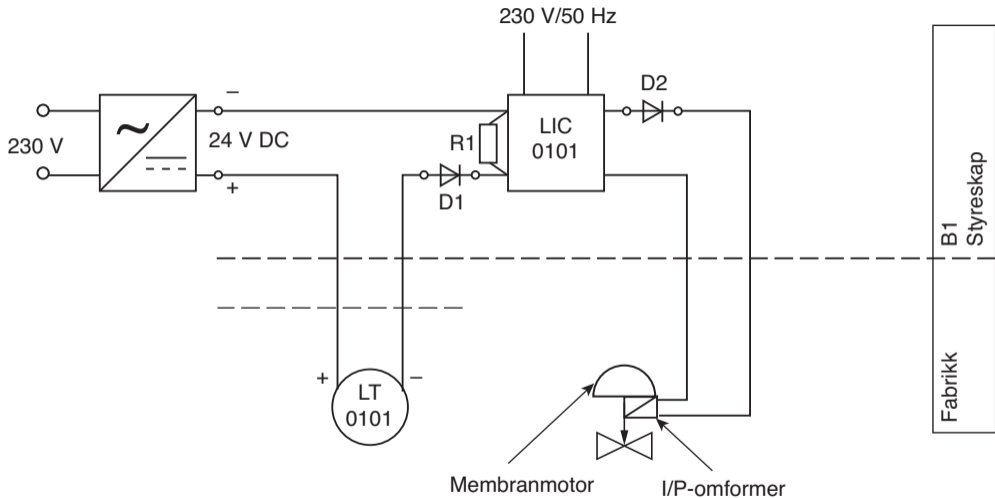 230 V/50 Hz
D2
–
230 V
~
24 V DC
R1
LIC
0101
+
D1
B1
Styreskap
+
–
LT
0101
Fabrikk
Membranmotor
I/P-omformer